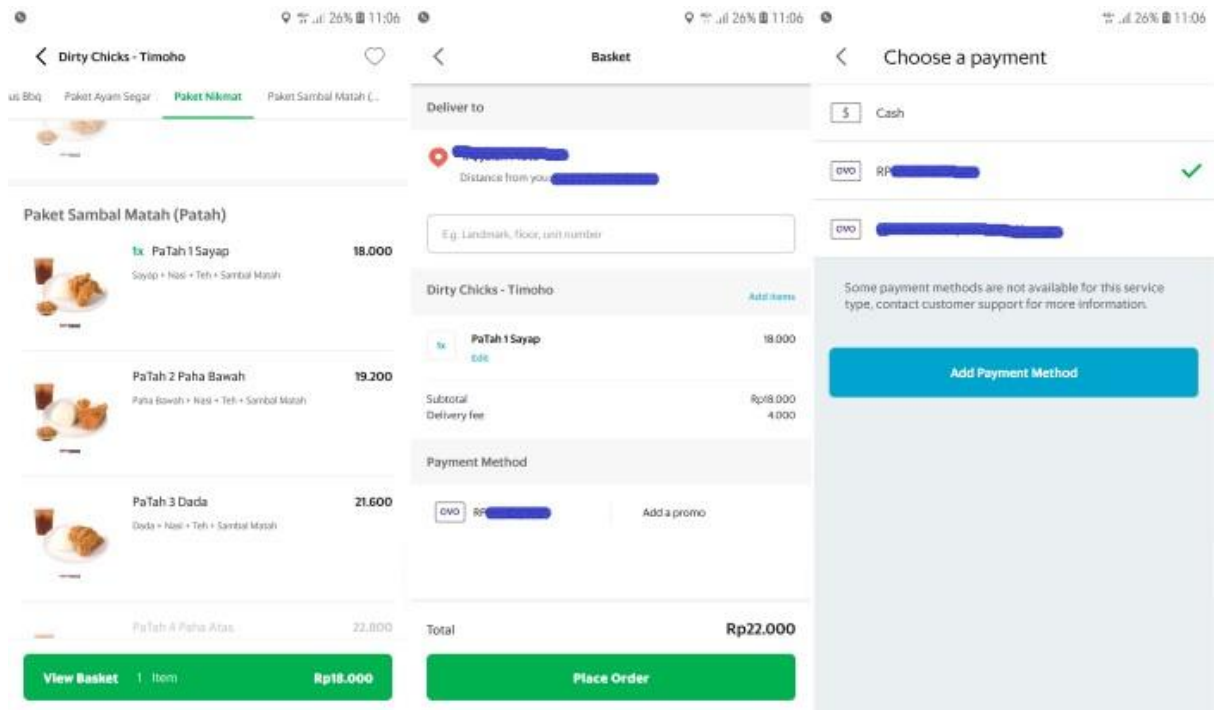 26% 11:06
Dirty Chicks - Timoho
us Bbq Paket Ayam Segar Paket Nikmat Paket Sambal Matah (...
Paket Sambal Matah (Patah)
1x PaTah 1 Sayap 18.000
Sayap + Nasi + Teh + Sambal Matah
PaTah 2 Paha Bawah 19.200
Paha Bawah + Nasi + Teh + Sambal Matah
PaTah 3 Dada 21.600
Dada + Nasi + Teh + Sambal Matah
PaTah 4 Paha Atas 22.800
View Basket 1 Item Rp18.000
26% 11:06
Basket
Deliver to
Distance from you
E.g. Landmark, floor, unit number
Dirty Chicks - Timoho Add items
1x PaTah 1 Sayap 18.000
Edit
Subtotal Rp18.000
Delivery fee 4.000
Payment Method
OVO RP Add a promo
Total Rp22.000
Place Order
26% 11:06
Choose a payment
$ Cash
OVO RP
OVO
Some payment methods are not available for this service
type, contact customer support for more information.
Add Payment Method